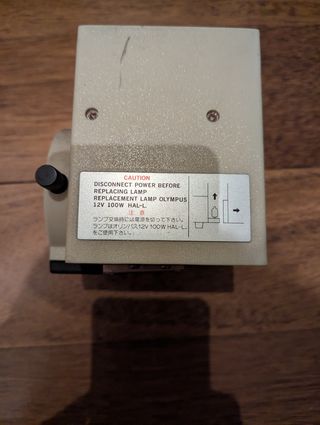 CAUTION
DISCONNECT POWER BEFORE
REPLACING LAMP
REPLACEMENT LAMP OLYMPUS
12V 100W HAL-L.
注 意
ランプ交換時には電源を切って下さい。
ランプはオリンパス12V 100W HAL-L.
をご使用下さい。